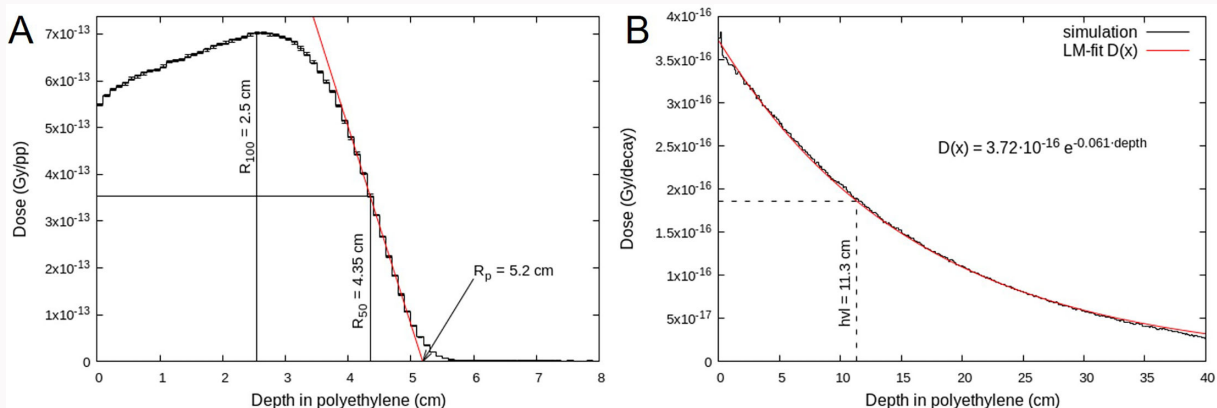 A
7x10-13
6x10-13
5x10-13
4x10-13
3x10-13
2x10-13
1x10-13
0
Dose (Gy/pp)
R100 = 2.5 cm
R50 = 4.35 cm
Rp = 5.2 cm
0 1 2 3 4 5 6 7 8
Depth in polyethylene (cm)
B
4x10-16
3.5x10-16
3x10-16
2.5x10-16
2x10-16
1.5x10-16
1x10-16
5x10-17
0
Dose (Gy/decay)
simulation
LM-fit D(x)
D(x) = 3.72·10-16 e-0.061·depth
hvl = 11.3 cm
0 5 10 15 20 25 30 35 40
Depth in polyethylene (cm)